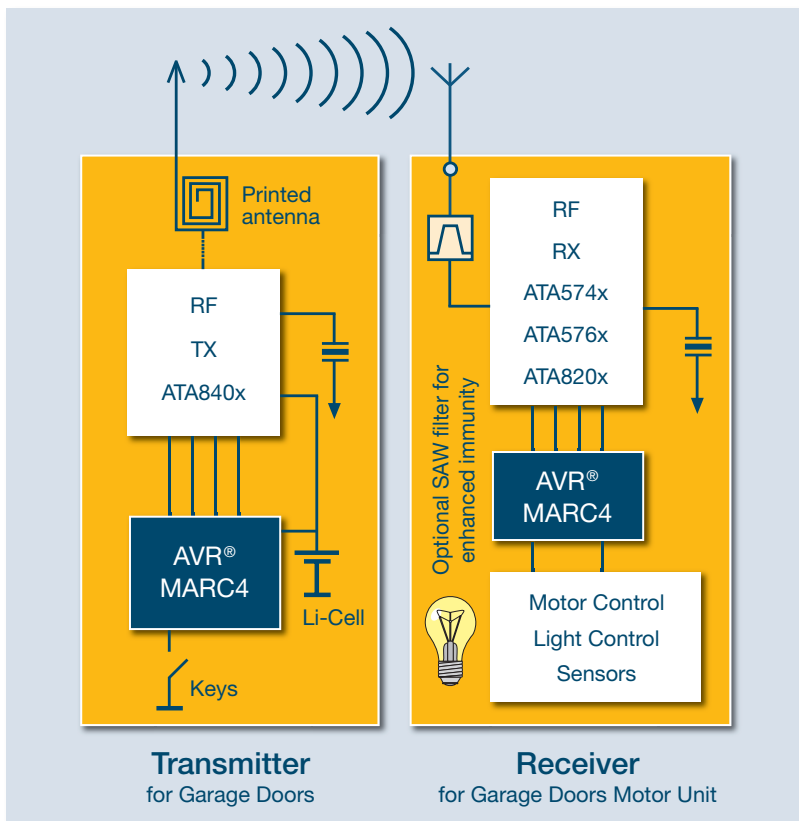 Printed
antenna
RF
TX
ATA840x
AVR®
MARC4
Li-Cell
Keys
Transmitter
for Garage Doors
RF
RX
ATA574x
ATA576x
ATA820x
Optional SAW filter for
enhanced immunity
AVR®
MARC4
Motor Control
Light Control
Sensors
Receiver
for Garage Doors Motor Unit